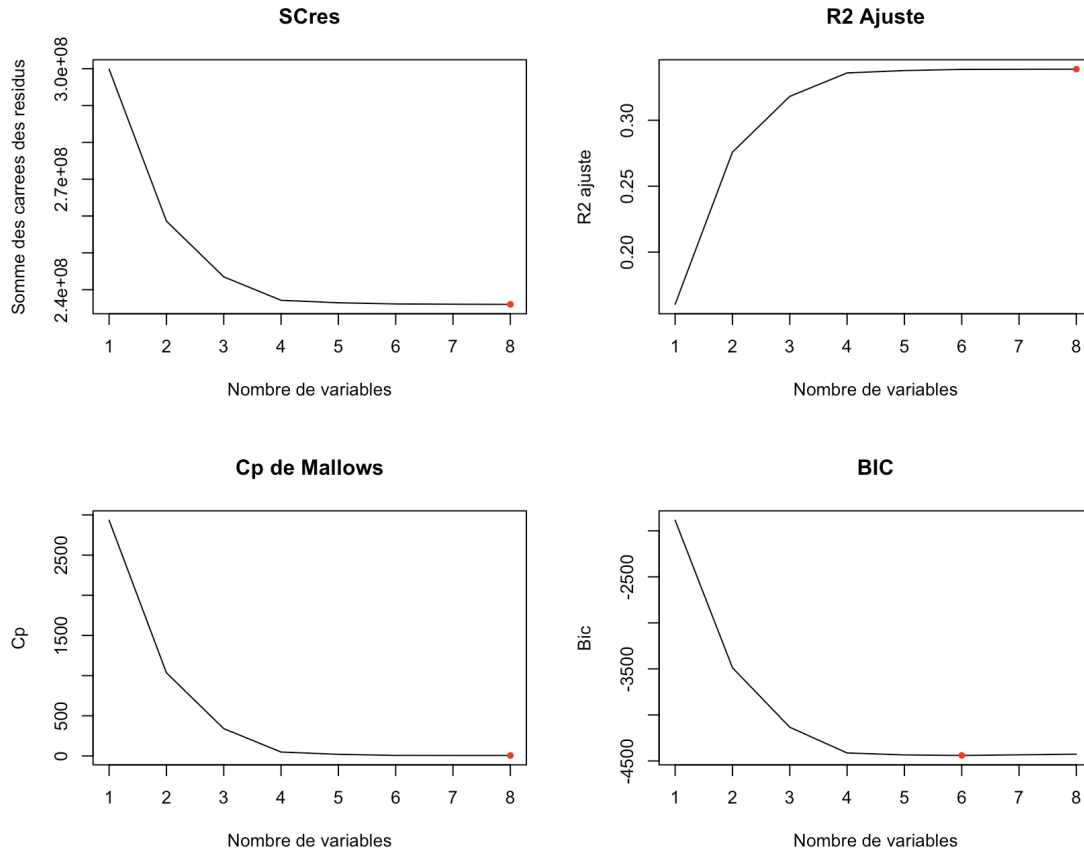 SCres
Somme des carrees des residus
3.0e+08
2.7e+08
2.4e+08
1 2 3 4 5 6 7 8
Nombre de variables
R2 Ajuste
R2 ajuste
0.30
0.25
0.20
1 2 3 4 5 6 7 8
Nombre de variables
Cp de Mallows
Cp
2500
1500
500
0
1 2 3 4 5 6 7 8
Nombre de variables
BIC
Bic
-2500
-3500
-4500
1 2 3 4 5 6 7 8
Nombre de variables